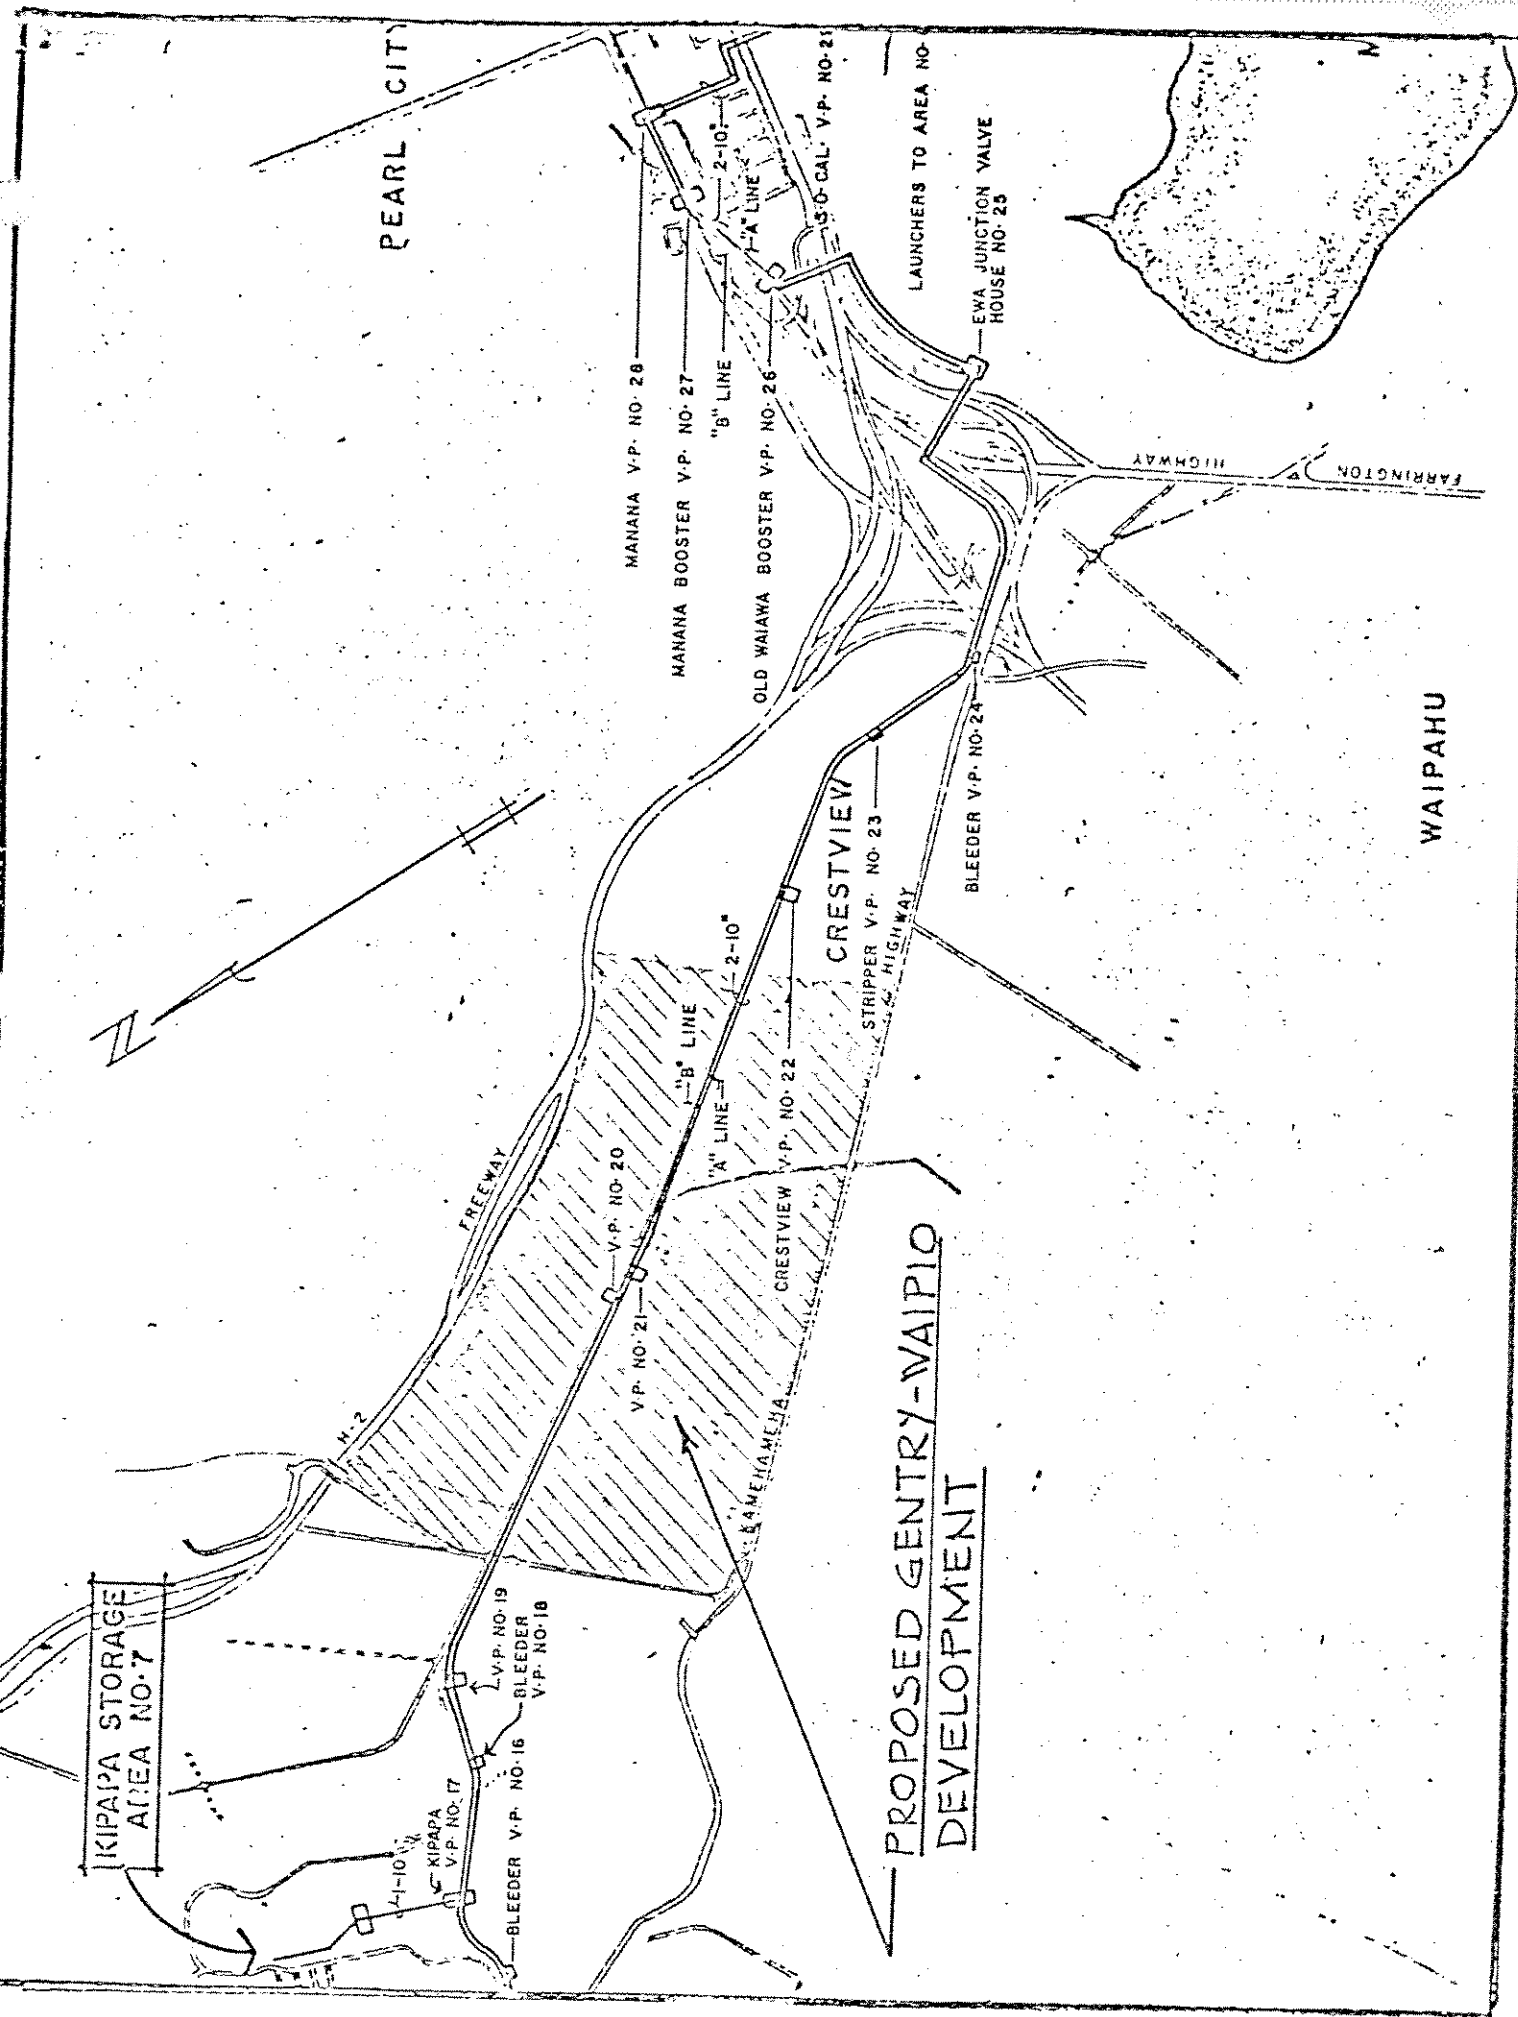 KIPAPA STORAGE
AREA NO·7
1-10"
KIPAPA
V·P· NO·17
BLEEDER V·P· NO·16
BLEEDER
V·P· NO·18
V·P· NO·19
H-2
FREEWAY
V·P· NO·20
V·P· NO·21
"B" LINE
"A" LINE
2-10"
CRESTVIEW V·P· NO·22
CRESTVIEW
STRIPPER V·P· NO·23
BLEEDER V·P· NO·24
KAMEHAMEHA
HIGHWAY
PROPOSED GENTRY-WAIPIO
DEVELOPMENT
WAIPAHU
PEARL CITY
MANANA V·P· NO·28
MANANA BOOSTER V·P· NO·27
"B" LINE
OLD WAIAWA BOOSTER V·P· NO·26
2-10"
"A" LINE
SO·CAL· V·P· NO·21
LAUNCHERS TO AREA NO·
EWA JUNCTION VALVE
HOUSE NO·25
FARRINGTON
HIGHWAY
N